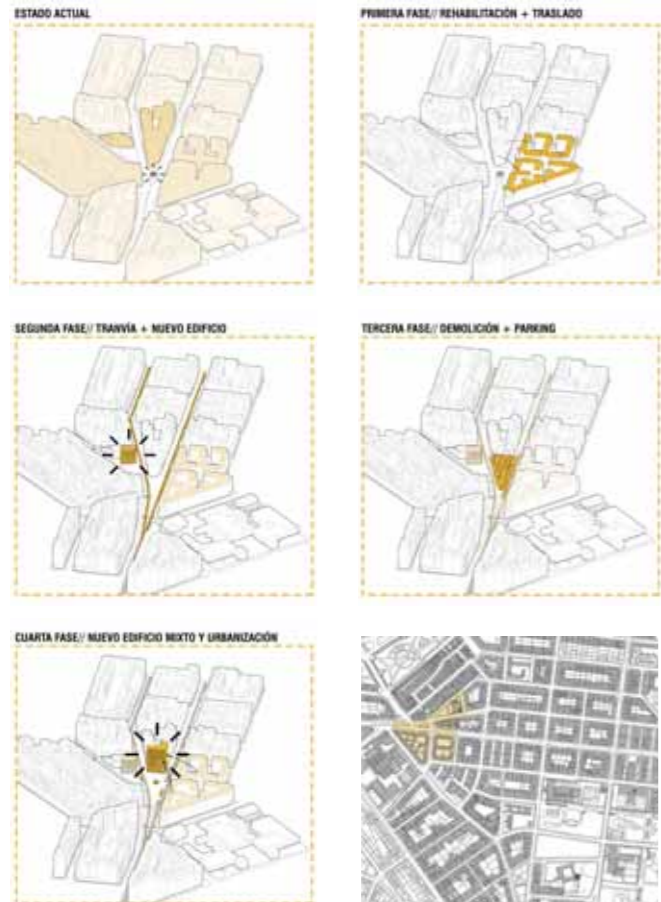 ESTADO ACTUAL
PRIMERA FASE// REHABILITACIÓN + TRASLADO
SEGUNDA FASE// TRANVÍA + NUEVO EDIFICIO
TERCERA FASE// DEMOLICIÓN + PARKING
CUARTA FASE// NUEVO EDIFICIO MIXTO Y URBANIZACIÓN